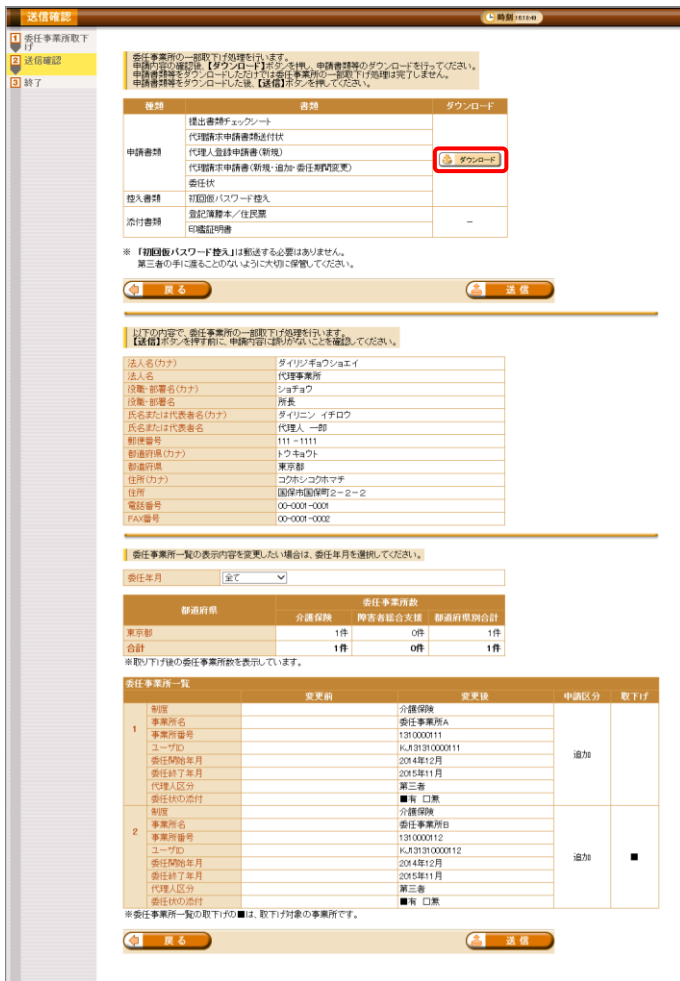 送信確認
時刻
1 委任事業所取下げ
2 送信確認
3 終了
委任事業所の一部取下げ処理を行います。
申請内容の確認後、【ダウンロード】ボタンを押し、申請書類等のダウンロードを行ってください。
申請書類等をダウンロードしただけでは委任事業所の一部取下げ処理は完了しません。
申請書類等をダウンロードした後、【送信】ボタンを押してください。
種類 書類 ダウンロード
申請書類
提出書類チェックシート
代理請求申請書類送付状
代理人登録申請書(新規)
代理請求申請書(新規・追加・委任期間変更)
委任状
ダウンロード
控え書類 初回仮パスワード控え
添付書類
登記簿謄本/住民票
印鑑証明書
－
※ 「初回仮パスワード控え」は郵送する必要はありません。
第三者の手に渡ることのないように大切に保管してください。
戻る 送信
以下の内容で、委任事業所の一部取下げ処理を行います。
【送信】ボタンを押す前に、申請内容に誤りがないことを確認してください。
法人名(カナ) ダイリジギョウショエイ
法人名 代理事業所
役職・部署名(カナ) ショチョウ
役職・部署名 所長
氏名または代表者名(カナ) ダイリニン イチロウ
氏名または代表者名 代理人 一郎
郵便番号 111 -1111
都道府県(カナ) トウキョウト
都道府県 東京都
住所(カナ) コクホシコクホマチ
住所 国保市国保町2-2-2
電話番号 00-0001-0001
FAX番号 00-0001-0002
委任事業所一覧の表示内容を変更したい場合は、委任年月を選択してください。
委任年月 全て
都道府県 委任事業所数
介護保険 障害者総合支援 都道府県別合計
東京都 1件 0件 1件
合計 1件 0件 1件
※取り下げ後の委任事業所数を表示しています。
委任事業所一覧
変更前 変更後 申請区分 取下げ
1
制度 介護保険
事業所名 委任事業所A
事業所番号 1310000111
ユーザID KJ131310000111
委任開始年月 2014年12月
委任終了年月 2015年11月
代理人区分 第三者
委任状の添付 ■有 口無
追加
2
制度 介護保険
事業所名 委任事業所B
事業所番号 1310000112
ユーザID KJ131310000112
委任開始年月 2014年12月
委任終了年月 2015年11月
代理人区分 第三者
委任状の添付 ■有 口無
追加 ■
※委任事業所一覧の取下げの■は、取下げ対象の事業所です。
戻る 送信